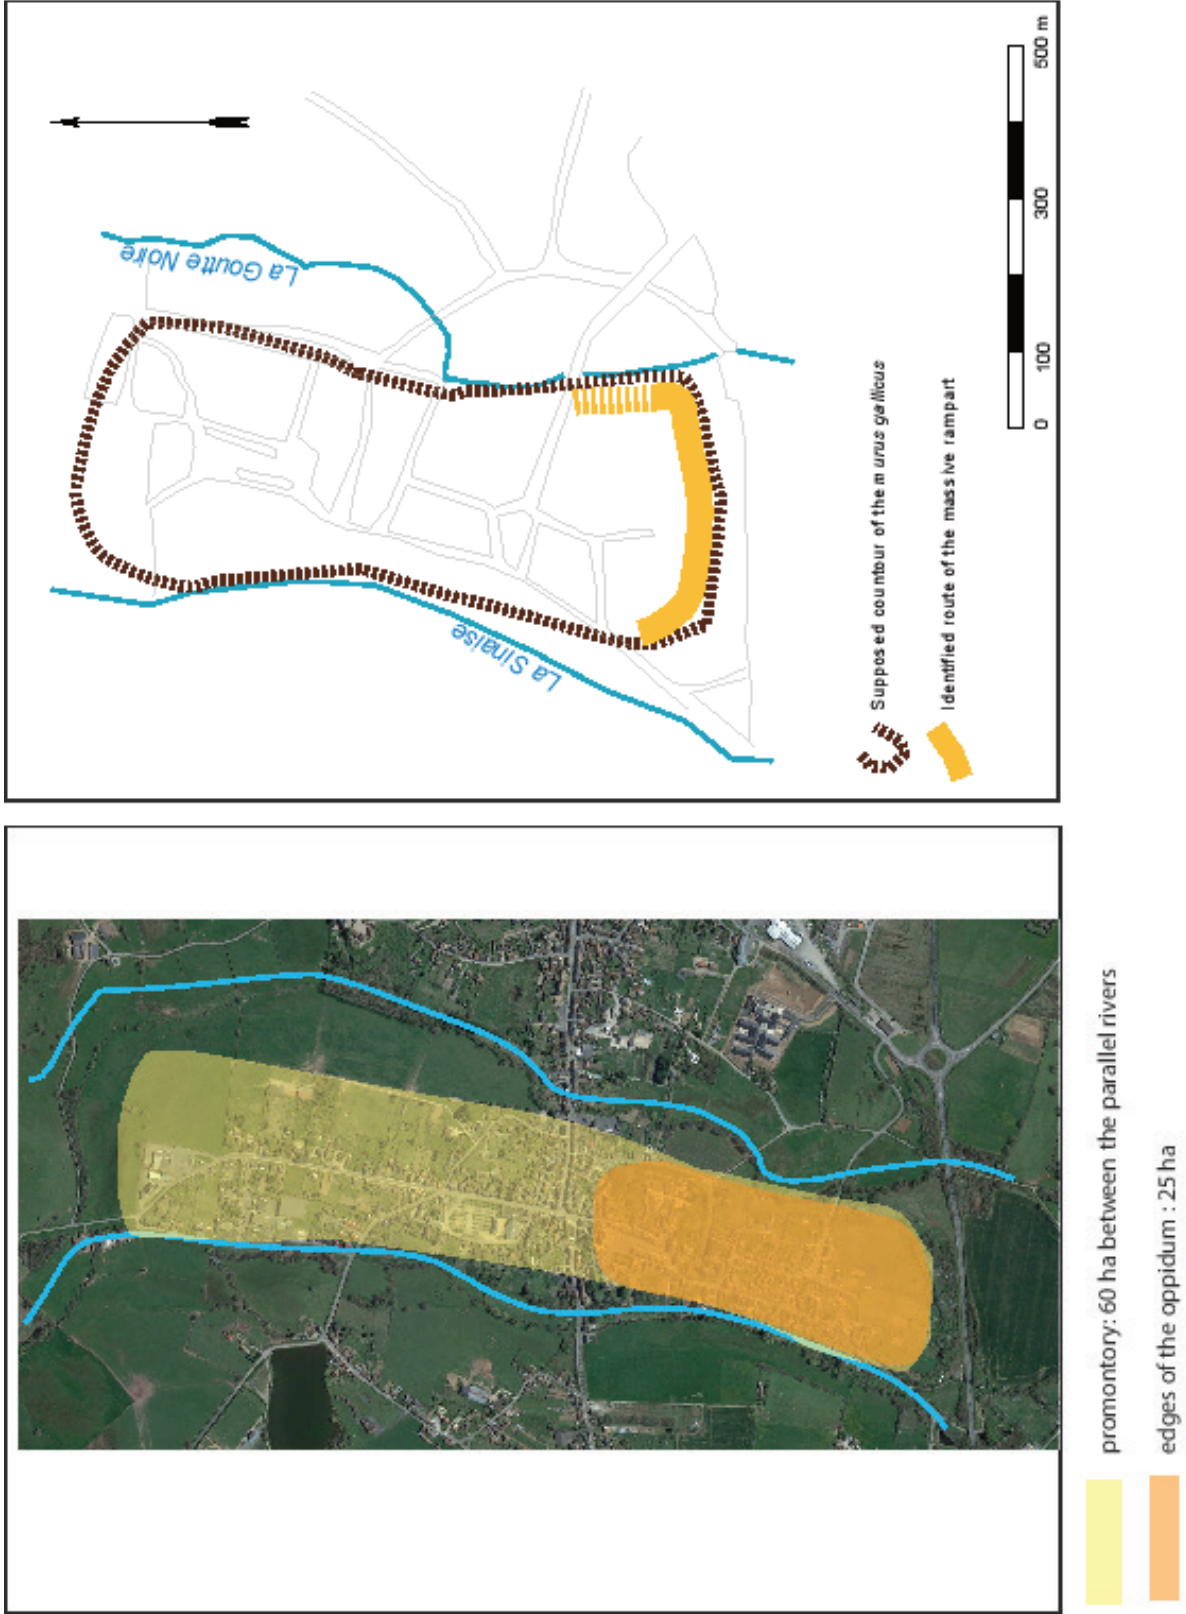 La Goutte Noire
La Sinaise
Supposed countour of the murus gallicus
Identified route of the massive rampart
0 100 300 500 m
promontory: 60 ha between the parallel rivers
edges of the oppidum : 25 ha